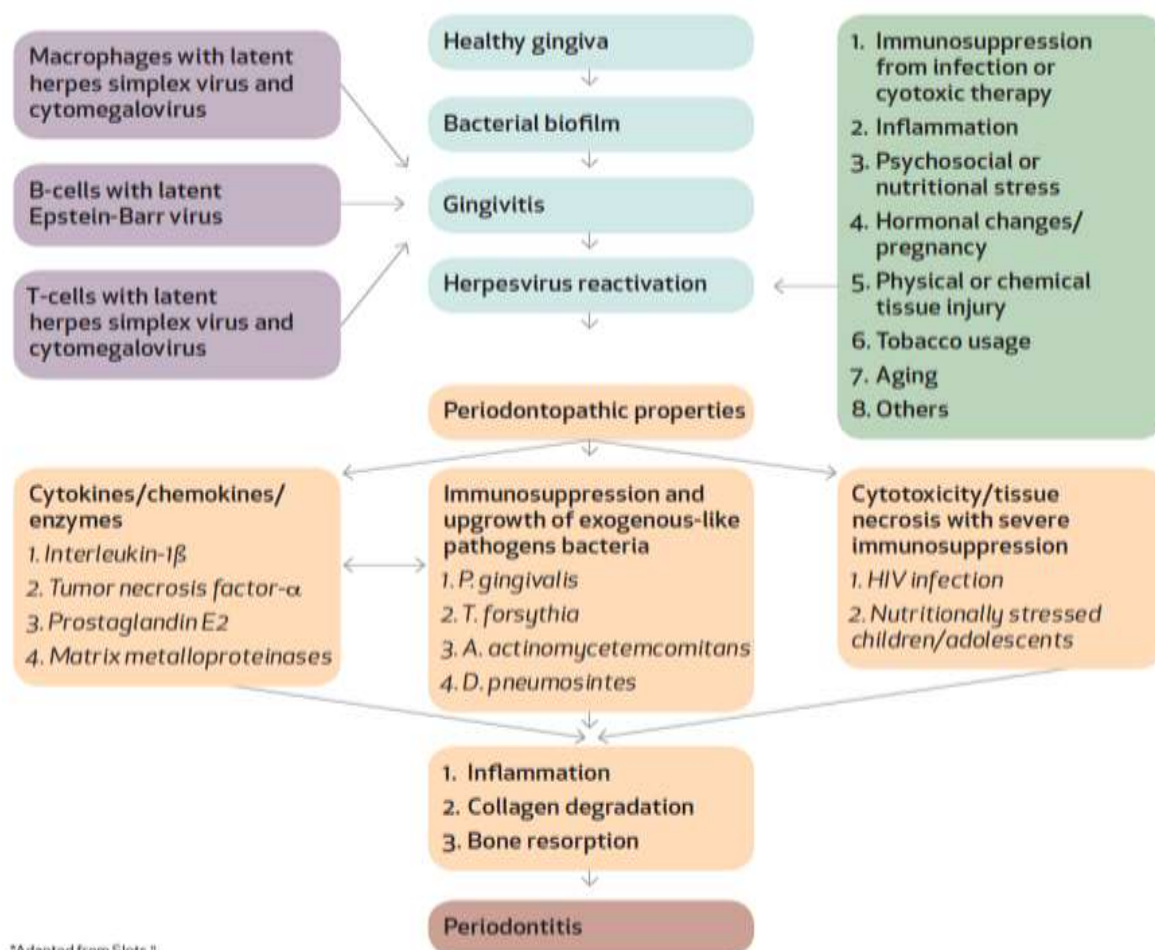 Macrophages with latent
herpes simplex virus and
cytomegalovirus
B-cells with latent
Epstein-Barr virus
T-cells with latent
herpes simplex virus and
cytomegalovirus
Healthy gingiva
Bacterial biofilm
Gingivitis
Herpesvirus reactivation
1. Immunosuppression
from infection or
cyotoxic therapy
2. Inflammation
3. Psychosocial or
nutritional stress
4. Hormonal changes/
pregnancy
5. Physical or chemical
tissue injury
6. Tobacco usage
7. Aging
8. Others
Periodontopathic properties
Cytokines/chemokines/
enzymes
1. Interleukin-1β
2. Tumor necrosis factor-α
3. Prostaglandin E2
4. Matrix metalloproteinases
Immunosuppression and
upgrowth of exogenous-like
pathogens bacteria
1. P. gingivalis
2. T. forsythia
3. A. actinomycetemcomitans
4. D. pneumosintes
Cytotoxicity/tissue
necrosis with severe
immunosuppression
1. HIV infection
2. Nutritionally stressed
children/adolescents
1. Inflammation
2. Collagen degradation
3. Bone resorption
Periodontitis
*Adapted from Slots